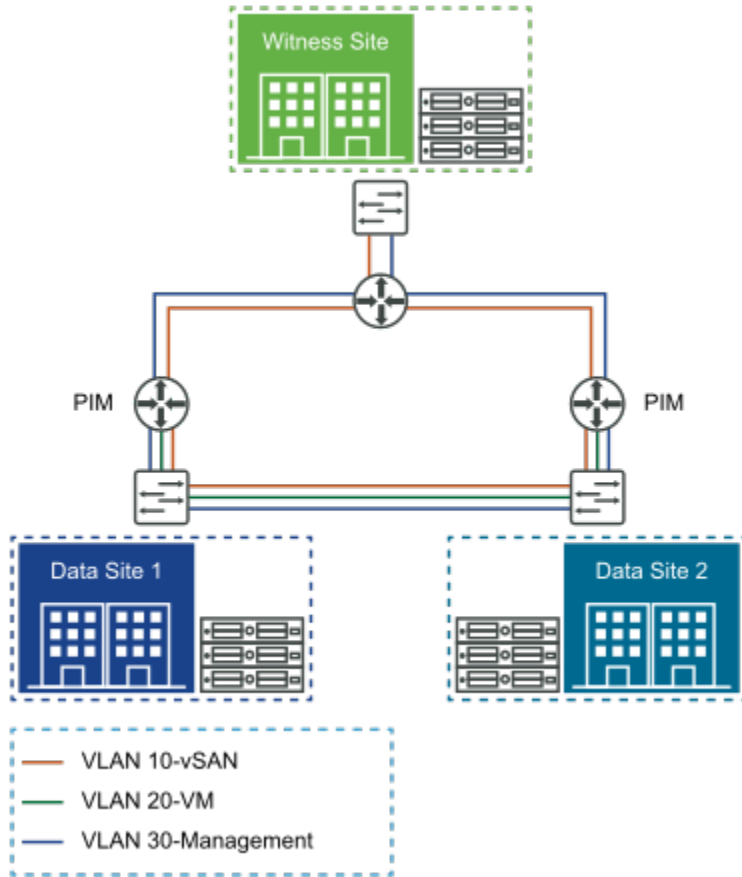 Witness Site
PIM
PIM
Data Site 1
Data Site 2
VLAN 10-vSAN
VLAN 20-VM
VLAN 30-Management